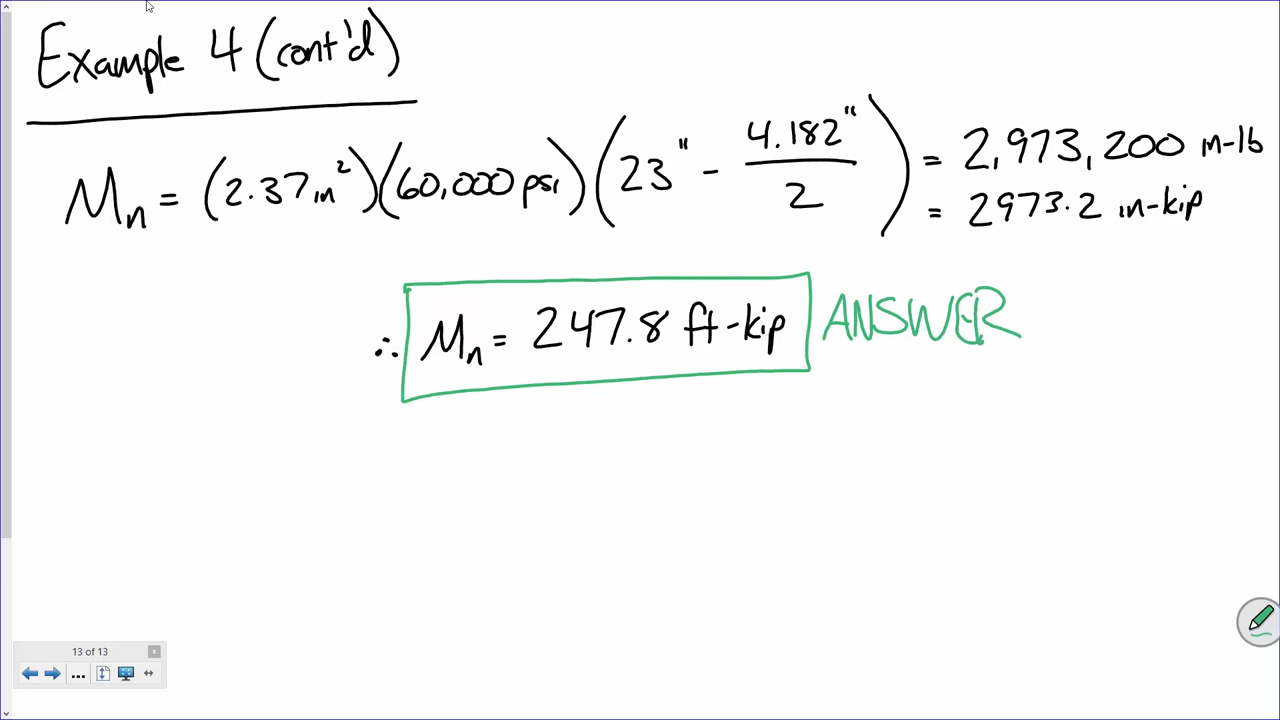 Example 4 (cont'd)
Mn = (2.37 in²)(60,000 psi)(23" - 4.182"/2) = 2,973,200 in-lb
= 2973.2 in-kip
∴ Mn = 247.8 ft-kip ANSWER
13 of 13